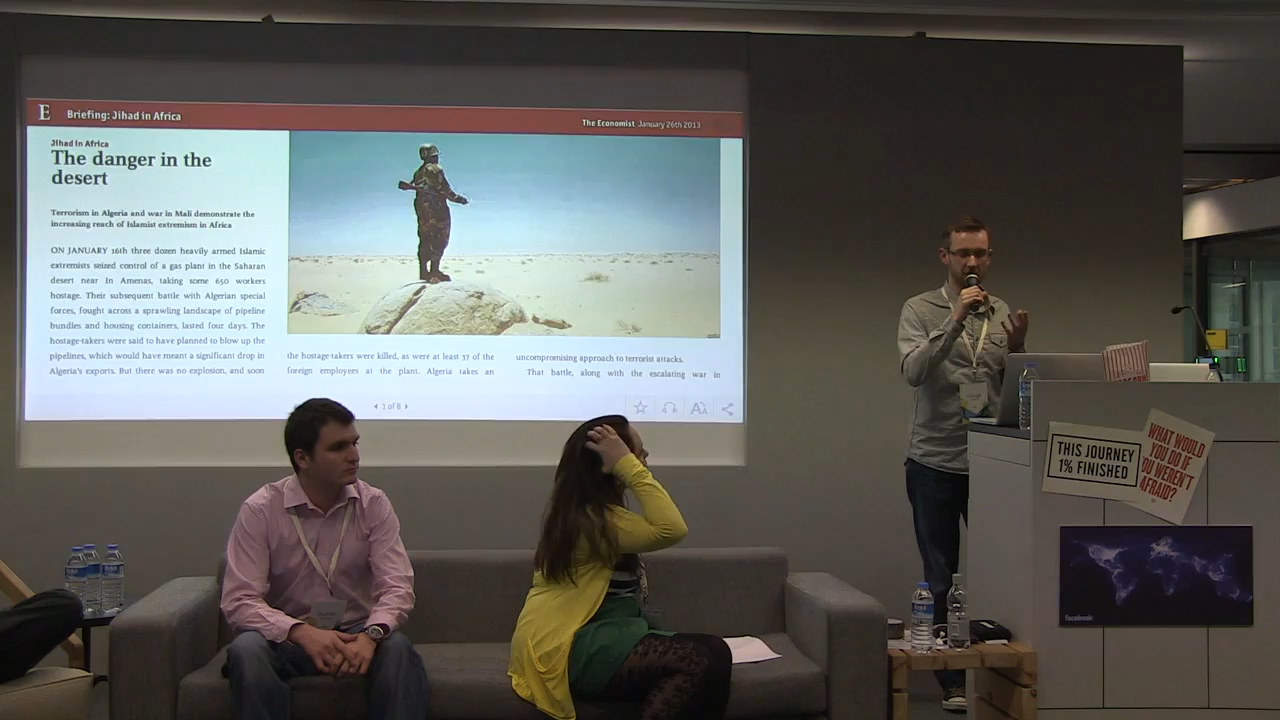 E Briefing: Jihad in Africa
The Economist January 26th 2013
Jihad in Africa
The danger in the
desert
Terrorism in Algeria and war in Mali demonstrate the
increasing reach of Islamist extremism in Africa
ON JANUARY 16th three dozen heavily armed Islamic
extremists seized control of a gas plant in the Saharan
desert near In Amenas, taking some 650 workers
hostage. Their subsequent battle with Algerian special
forces, fought across a sprawling landscape of pipeline
bundles and housing containers, lasted four days. The
hostage-takers were said to have planned to blow up the
pipelines, which would have meant a significant drop in
Algeria's exports. But there was no explosion, and soon
the hostage-takers were killed, as were at least 37 of the
foreign employees at the plant. Algeria takes an
uncompromising approach to terrorist attacks.
That battle, along with the escalating war in
1 of 8
THIS JOURNEY
1% FINISHED
WHAT WOULD
YOU DO IF
OU WEREN'T
AFRAID?
facebook